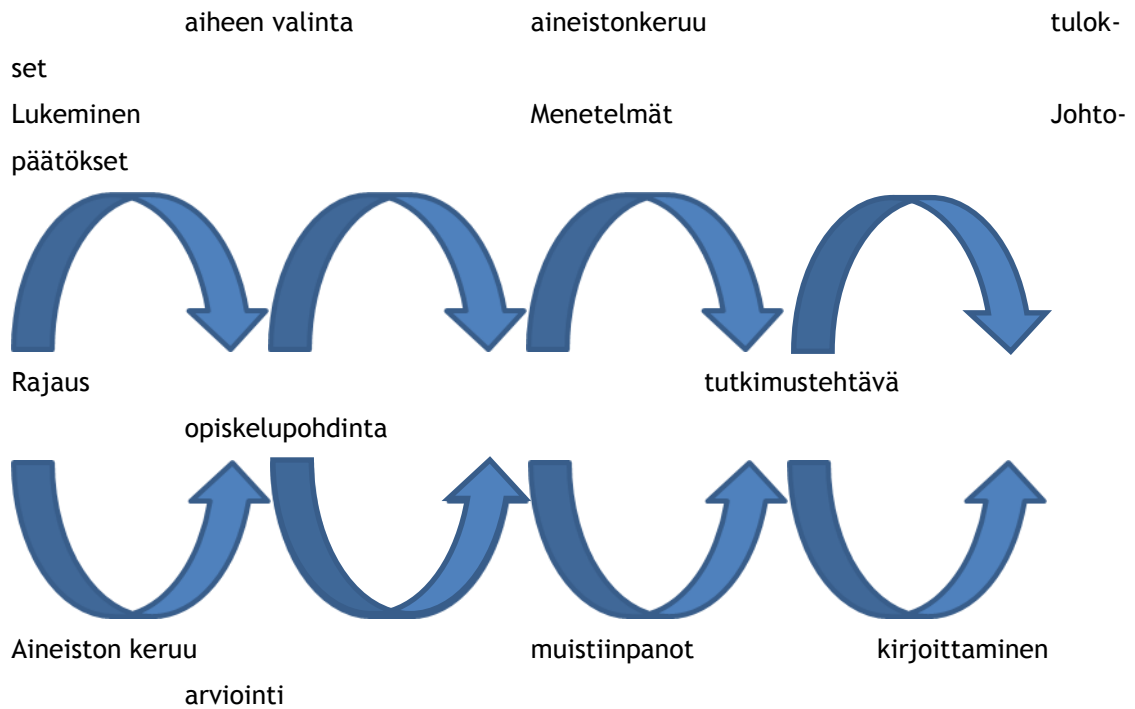 aiheen valinta aineistonkeruu tulok-
set
Lukeminen Menetelmät Johto-
päätökset
Rajaus tutkimustehtävä
opiskelupohdinta
Aineiston keruu muistiinpanot kirjoittaminen
arviointi